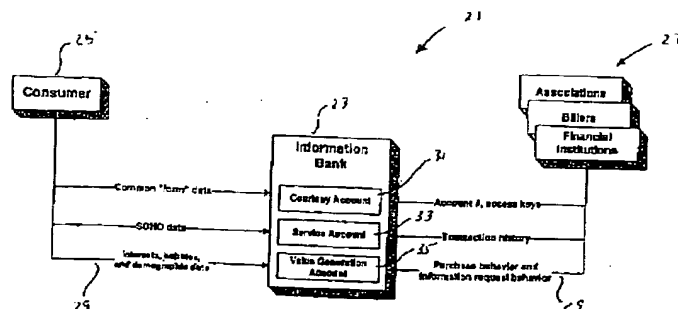 21
25
27
Consumer
Associations
Billers
Financial
Institutions
23
Information
Bank
31
Common "form" data
Courtesy Account
Account #, access keys
33
SOHO data
Service Account
Transaction history
35
Interests, hobbies,
and demographic data
Value Generation
Account
Purchase behavior and
information request behavior
29